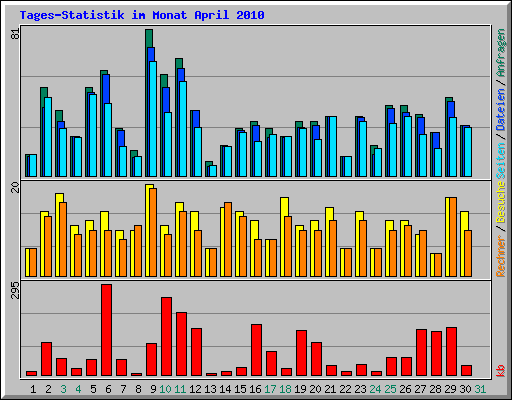 Tages-Statistik im Monat April 2010
81
20
295
Rechner / Besuche Seiten / Dateien / Anfragen
kb
1 2 3 4 5 6 7 8 9 10 11 12 13 14 15 16 17 18 19 20 21 22 23 24 25 26 27 28 29 30 31